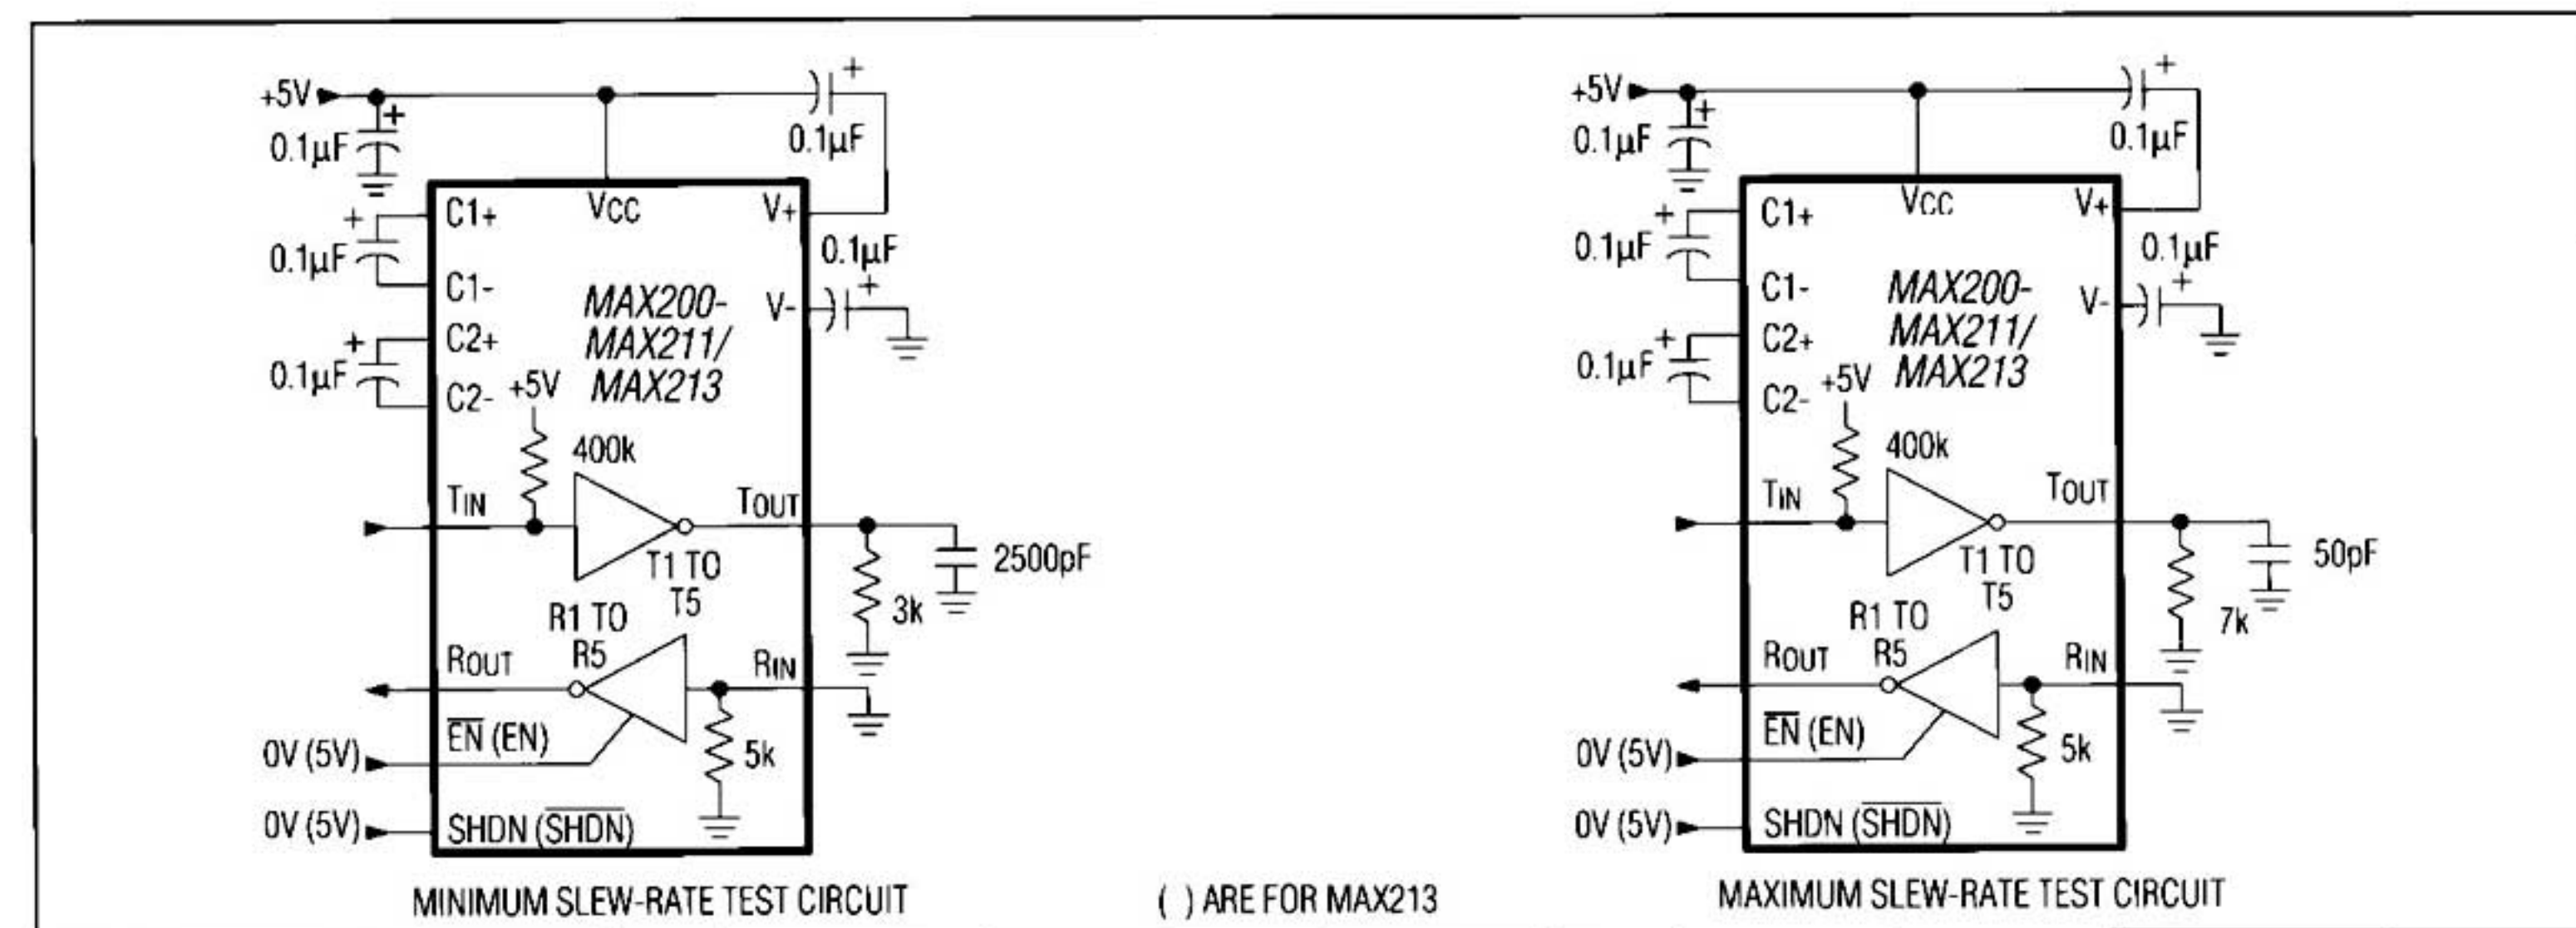 +5V
+
0.1µF
+
0.1µF
C1+
VCC
V+
+
0.1µF
C1-
0.1µF
+
V-
MAX200-
MAX211/
MAX213
C2+
+
0.1µF
C2-
+5V
400k
TIN
TOUT
T1 TO
T5
2500pF
3k
R1 TO
R5
ROUT
RIN
EN (EN)
0V (5V)
5k
0V (5V)
SHDN (SHDN)
MINIMUM SLEW-RATE TEST CIRCUIT
( ) ARE FOR MAX213
+5V
+
0.1µF
+
0.1µF
C1+
VCC
V+
+
0.1µF
C1-
0.1µF
+
V-
MAX200-
MAX211/
MAX213
C2+
+
0.1µF
C2-
+5V
400k
TIN
TOUT
T1 TO
T5
50pF
7k
R1 TO
R5
ROUT
RIN
EN (EN)
0V (5V)
5k
0V (5V)
SHDN (SHDN)
MAXIMUM SLEW-RATE TEST CIRCUIT